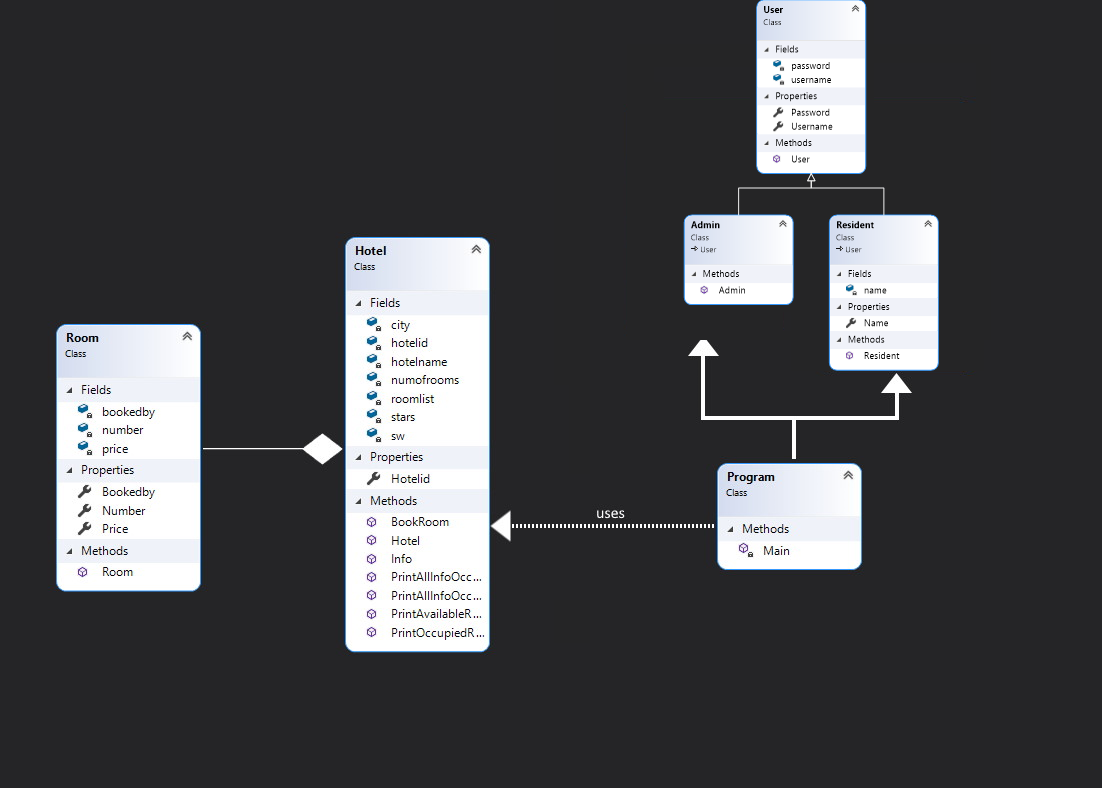 User
Class
Fields
password
username
Properties
Password
Username
Methods
User
Admin
Class
User
Methods
Admin
Resident
Class
User
Fields
name
Properties
Name
Methods
Resident
Hotel
Class
Fields
city
hotelid
hotelname
numofrooms
roomlist
stars
sw
Properties
Hotelid
Methods
BookRoom
Hotel
Info
PrintAllInfoOcc...
PrintAllInfoOcc...
PrintAvailableR...
PrintOccupiedR...
Room
Class
Fields
bookedby
number
price
Properties
Bookedby
Number
Price
Methods
Room
uses
Program
Class
Methods
Main